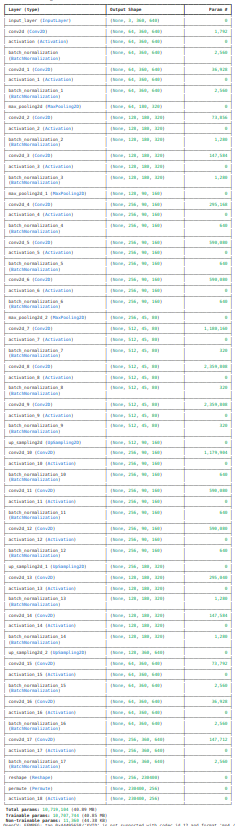 Layer (type) Output Shape Param #
input_layer (InputLayer) (None, 3, 360, 640) 0
conv2d (Conv2D) (None, 64, 360, 640) 1,792
activation (Activation) (None, 64, 360, 640) 0
batch_normalization (None, 64, 360, 640) 2,560
(BatchNormalization)
conv2d_1 (Conv2D) (None, 64, 360, 640) 36,928
activation_1 (Activation) (None, 64, 360, 640) 0
batch_normalization_1 (None, 64, 360, 640) 2,560
(BatchNormalization)
max_pooling2d (MaxPooling2D) (None, 64, 180, 320) 0
conv2d_2 (Conv2D) (None, 128, 180, 320) 73,856
activation_2 (Activation) (None, 128, 180, 320) 0
batch_normalization_2 (None, 128, 180, 320) 1,280
(BatchNormalization)
conv2d_3 (Conv2D) (None, 128, 180, 320) 147,584
activation_3 (Activation) (None, 128, 180, 320) 0
batch_normalization_3 (None, 128, 180, 320) 1,280
(BatchNormalization)
max_pooling2d_1 (MaxPooling2D) (None, 128, 90, 160) 0
conv2d_4 (Conv2D) (None, 256, 90, 160) 295,168
activation_4 (Activation) (None, 256, 90, 160) 0
batch_normalization_4 (None, 256, 90, 160) 640
(BatchNormalization)
conv2d_5 (Conv2D) (None, 256, 90, 160) 590,080
activation_5 (Activation) (None, 256, 90, 160) 0
batch_normalization_5 (None, 256, 90, 160) 640
(BatchNormalization)
conv2d_6 (Conv2D) (None, 256, 90, 160) 590,080
activation_6 (Activation) (None, 256, 90, 160) 0
batch_normalization_6 (None, 256, 90, 160) 640
(BatchNormalization)
max_pooling2d_2 (MaxPooling2D) (None, 256, 45, 80) 0
conv2d_7 (Conv2D) (None, 512, 45, 80) 1,180,160
activation_7 (Activation) (None, 512, 45, 80) 0
batch_normalization_7 (None, 512, 45, 80) 320
(BatchNormalization)
conv2d_8 (Conv2D) (None, 512, 45, 80) 2,359,808
activation_8 (Activation) (None, 512, 45, 80) 0
batch_normalization_8 (None, 512, 45, 80) 320
(BatchNormalization)
conv2d_9 (Conv2D) (None, 512, 45, 80) 2,359,808
activation_9 (Activation) (None, 512, 45, 80) 0
batch_normalization_9 (None, 512, 45, 80) 320
(BatchNormalization)
up_sampling2d (UpSampling2D) (None, 512, 90, 160) 0
conv2d_10 (Conv2D) (None, 256, 90, 160) 1,179,904
activation_10 (Activation) (None, 256, 90, 160) 0
batch_normalization_10 (None, 256, 90, 160) 640
(BatchNormalization)
conv2d_11 (Conv2D) (None, 256, 90, 160) 590,080
activation_11 (Activation) (None, 256, 90, 160) 0
batch_normalization_11 (None, 256, 90, 160) 640
(BatchNormalization)
conv2d_12 (Conv2D) (None, 256, 90, 160) 590,080
activation_12 (Activation) (None, 256, 90, 160) 0
batch_normalization_12 (None, 256, 90, 160) 640
(BatchNormalization)
up_sampling2d_1 (UpSampling2D) (None, 256, 180, 320) 0
conv2d_13 (Conv2D) (None, 128, 180, 320) 295,040
activation_13 (Activation) (None, 128, 180, 320) 0
batch_normalization_13 (None, 128, 180, 320) 1,280
(BatchNormalization)
conv2d_14 (Conv2D) (None, 128, 180, 320) 147,584
activation_14 (Activation) (None, 128, 180, 320) 0
batch_normalization_14 (None, 128, 180, 320) 1,280
(BatchNormalization)
up_sampling2d_2 (UpSampling2D) (None, 128, 360, 640) 0
conv2d_15 (Conv2D) (None, 64, 360, 640) 73,792
activation_15 (Activation) (None, 64, 360, 640) 0
batch_normalization_15 (None, 64, 360, 640) 2,560
(BatchNormalization)
conv2d_16 (Conv2D) (None, 64, 360, 640) 36,928
activation_16 (Activation) (None, 64, 360, 640) 0
batch_normalization_16 (None, 64, 360, 640) 2,560
(BatchNormalization)
conv2d_17 (Conv2D) (None, 256, 360, 640) 147,712
activation_17 (Activation) (None, 256, 360, 640) 0
batch_normalization_17 (None, 256, 360, 640) 2,560
(BatchNormalization)
reshape (Reshape) (None, 256, 230400) 0
permute (Permute) (None, 230400, 256) 0
activation_18 (Activation) (None, 230400, 256) 0
Total params:
Trainable params:
Non-trainable params: